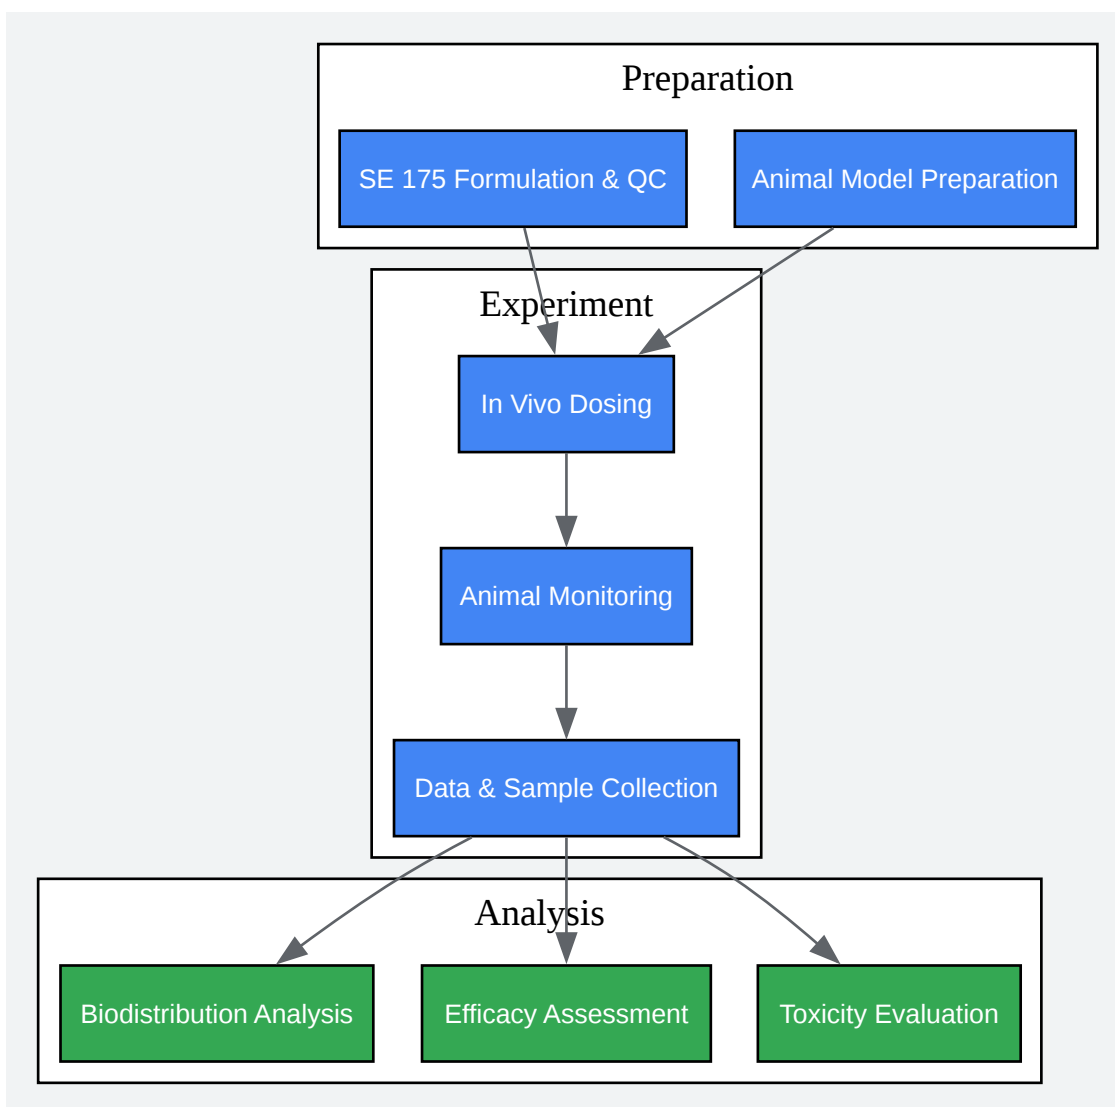 Preparation
SE 175 Formulation & QC
Animal Model Preparation
Experiment
In Vivo Dosing
Animal Monitoring
Data & Sample Collection
Analysis
Biodistribution Analysis
Efficacy Assessment
Toxicity Evaluation